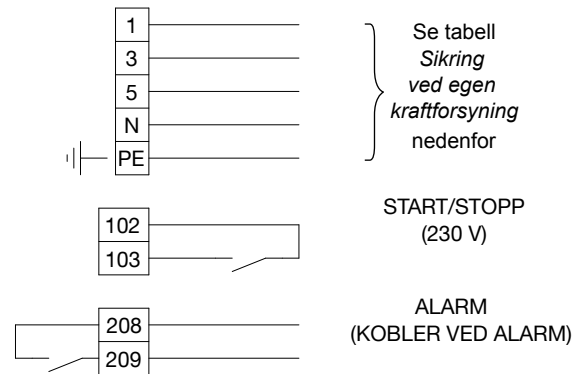 1
3
5
N
PE
Se tabell
Sikring
ved egen
kraftforsyning
nedenfor
102
103
START/STOPP
(230 V)
208
209
ALARM
(KOBLER VED ALARM)